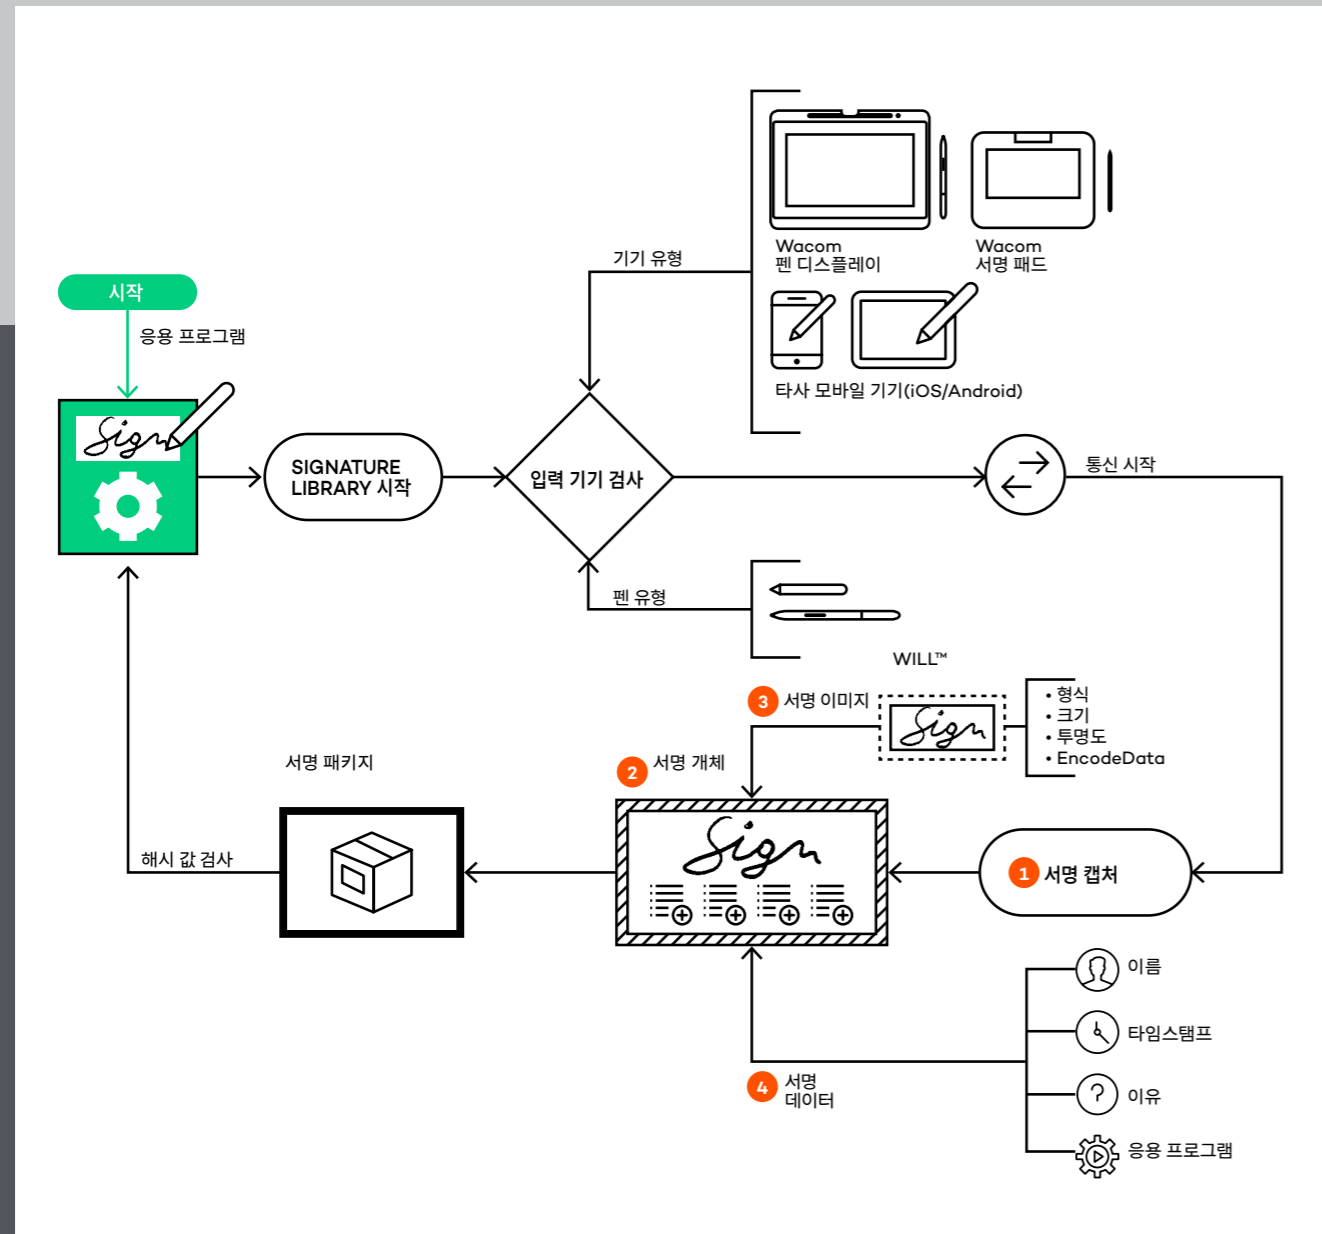 Wacom
펜 디스플레이
Wacom
서명 패드
기기 유형
시작
응용 프로그램
타사 모바일 기기(iOS/Android)
Sign
SIGNATURE
LIBRARY 시작
입력 기기 검사
통신 시작
펜 유형
WILL™
3 서명 이미지
Sign
• 형식
• 크기
• 투명도
• EncodeData
서명 패키지
2 서명 개체
Sign
해시 값 검사
1 서명 캡처
이름
타임스탬프
4 서명
데이터
?
이유
응용 프로그램